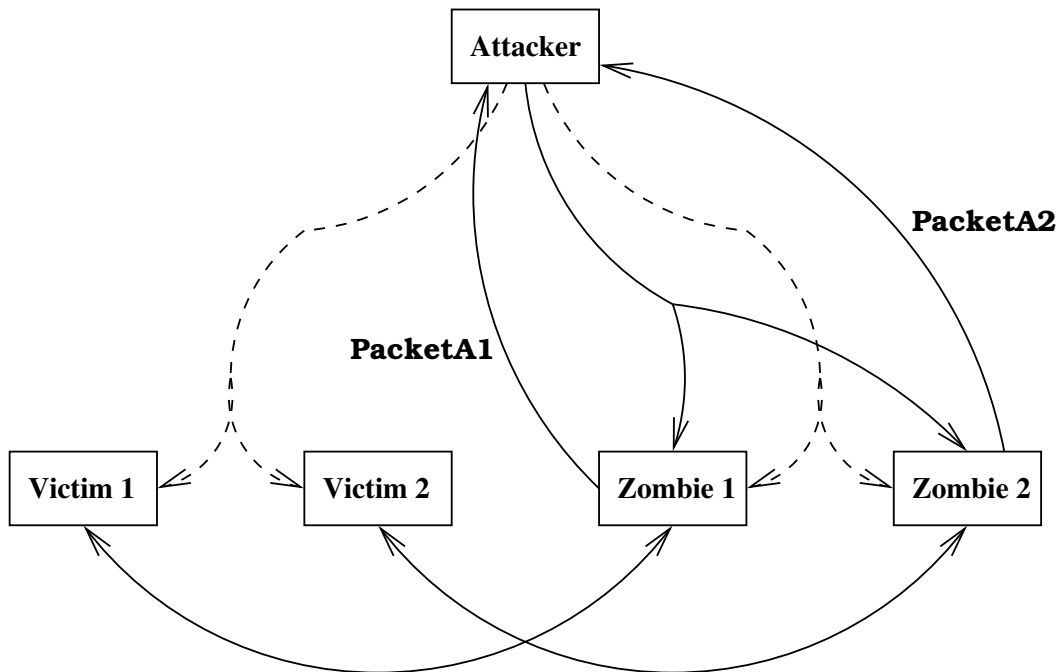 Attacker
PacketA2
PacketA1
Victim 1
Victim 2
Zombie 1
Zombie 2